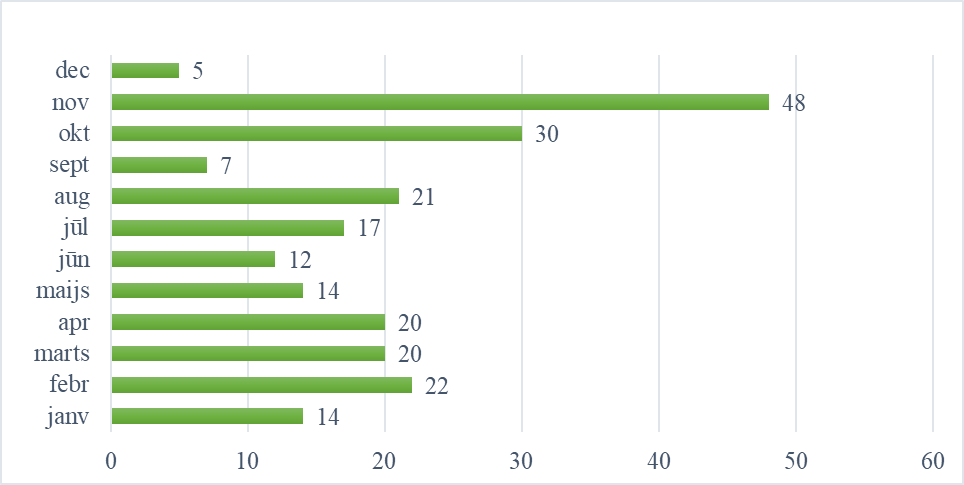 dec 5
nov 48
okt 30
sept 7
aug 21
jūl 17
jūn 12
maijs 14
apr 20
marts 20
febr 22
janv 14
0 10 20 30 40 50 60